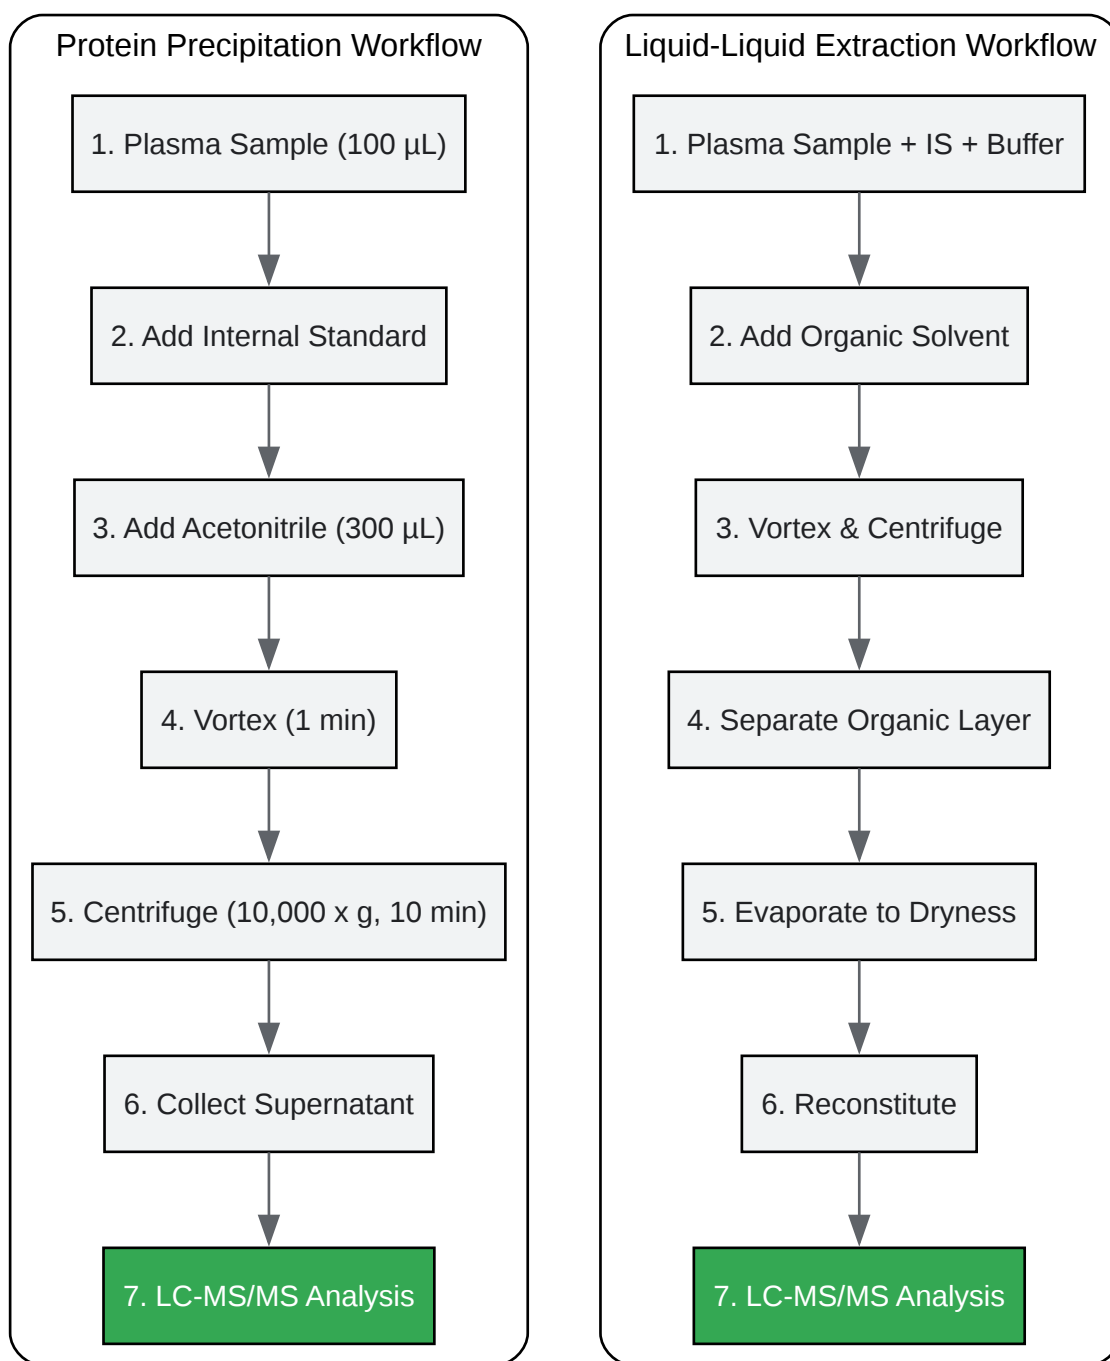 Protein Precipitation Workflow
1. Plasma Sample (100 µL)
2. Add Internal Standard
3. Add Acetonitrile (300 µL)
4. Vortex (1 min)
5. Centrifuge (10,000 x g, 10 min)
6. Collect Supernatant
7. LC-MS/MS Analysis
Liquid-Liquid Extraction Workflow
1. Plasma Sample + IS + Buffer
2. Add Organic Solvent
3. Vortex & Centrifuge
4. Separate Organic Layer
5. Evaporate to Dryness
6. Reconstitute
7. LC-MS/MS Analysis